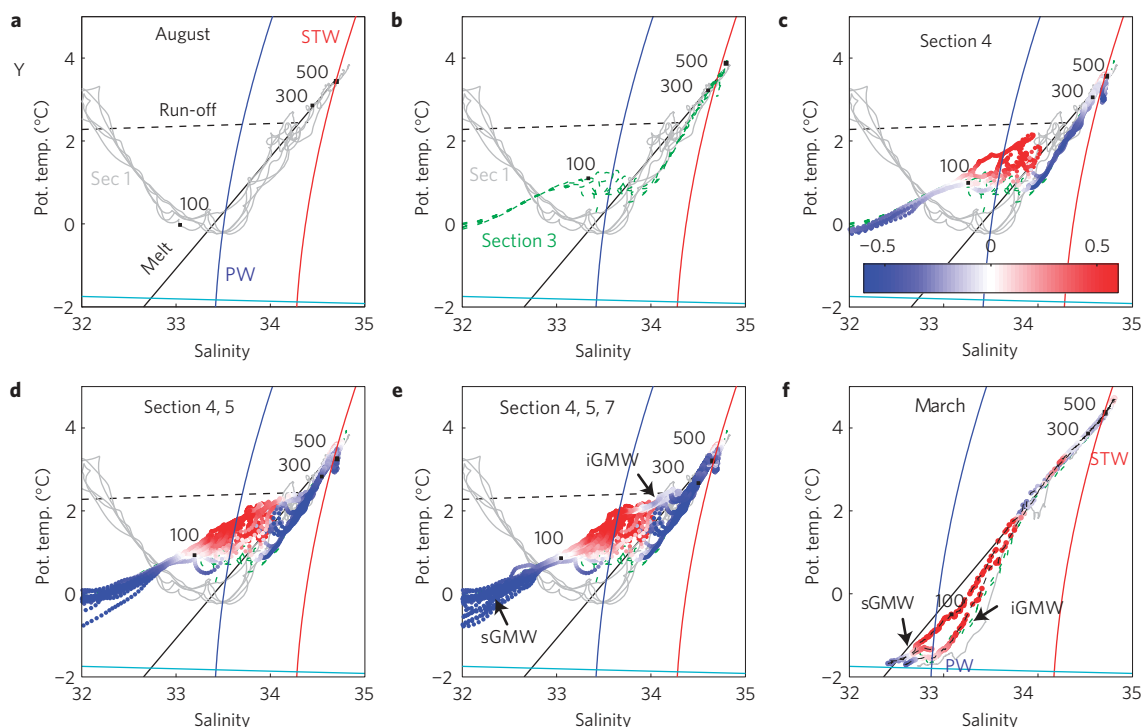 a
August
STW
Y
4
500
300
Run-off
2
Pot. temp. (°C)
Sec 1
100
0
Melt
PW
−2
32 33 34 35
Salinity
b
4
500
300
2
Pot. temp. (°C)
100
Sec 1
0
Section 3
−2
32 33 34 35
Salinity
c
Section 4
4
500
300
2
Pot. temp. (°C)
100
0
−0.5 0 0.5
−2
32 33 34 35
Salinity
d
Section 4, 5
4
500
300
2
Pot. temp. (°C)
100
0
−2
32 33 34 35
Salinity
e
Section 4, 5, 7
4
500
iGMW
300
2
Pot. temp. (°C)
100
0
sGMW
−2
32 33 34 35
Salinity
f
March
4
500
300
STW
2
Pot. temp. (°C)
0
sGMW
100
iGMW
PW
−2
32 33 34 35
Salinity